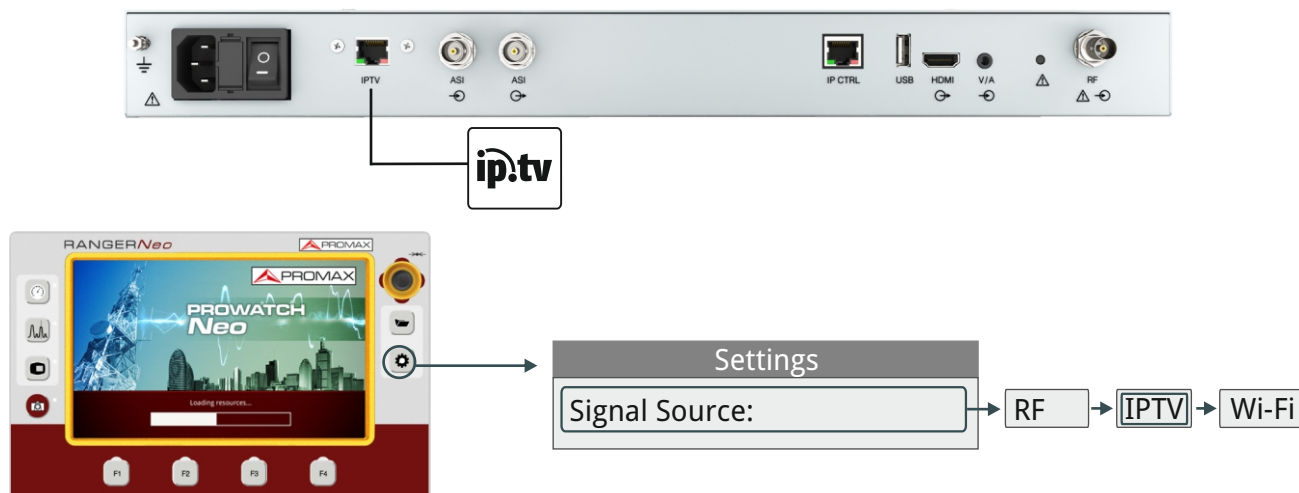 IPTV
ASI
ASI
IP CTRL
USB
HDMI
V/A
RF
ip.tv
RANGERNeo
PROMAX
PROMAX
PROWATCH
Neo
Loading resources...
F1
F2
F3
F4
Settings
Signal Source:
RF
IPTV
Wi-Fi